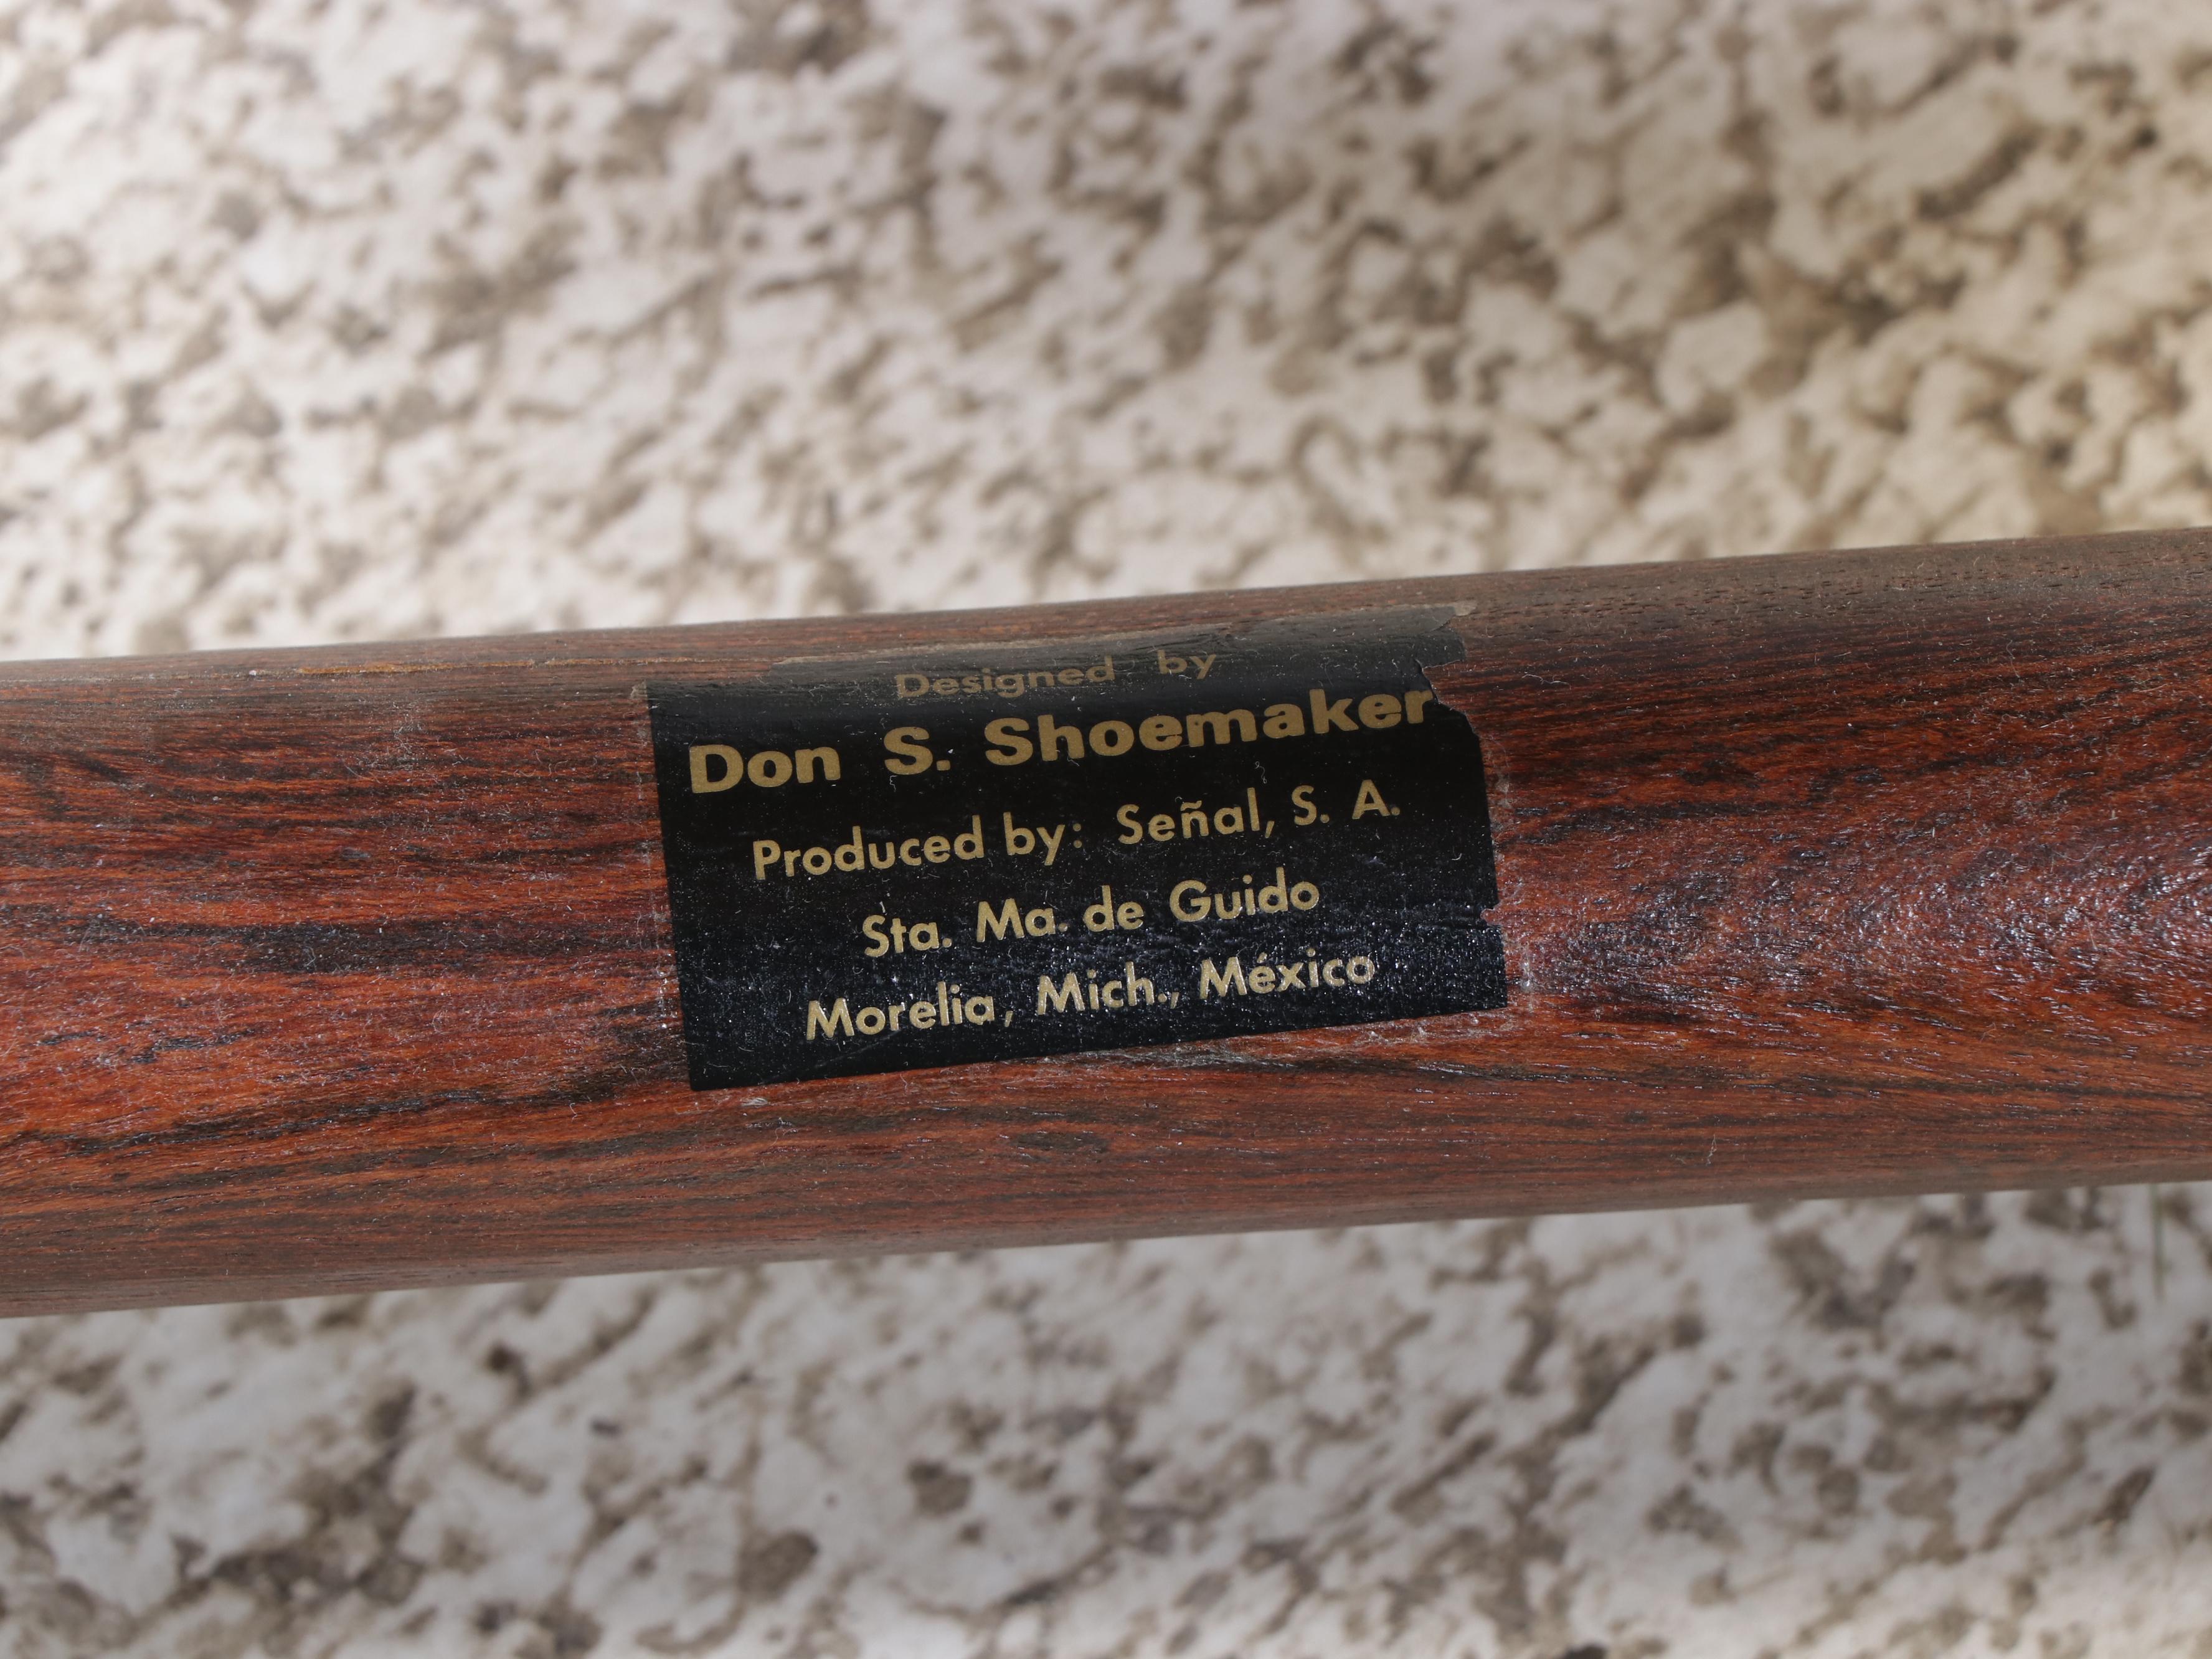 Designed by
Don S. Shoemaker
Produced by: Señal, S. A.
Sta. Ma. de Guido
Morelia, Mich., México